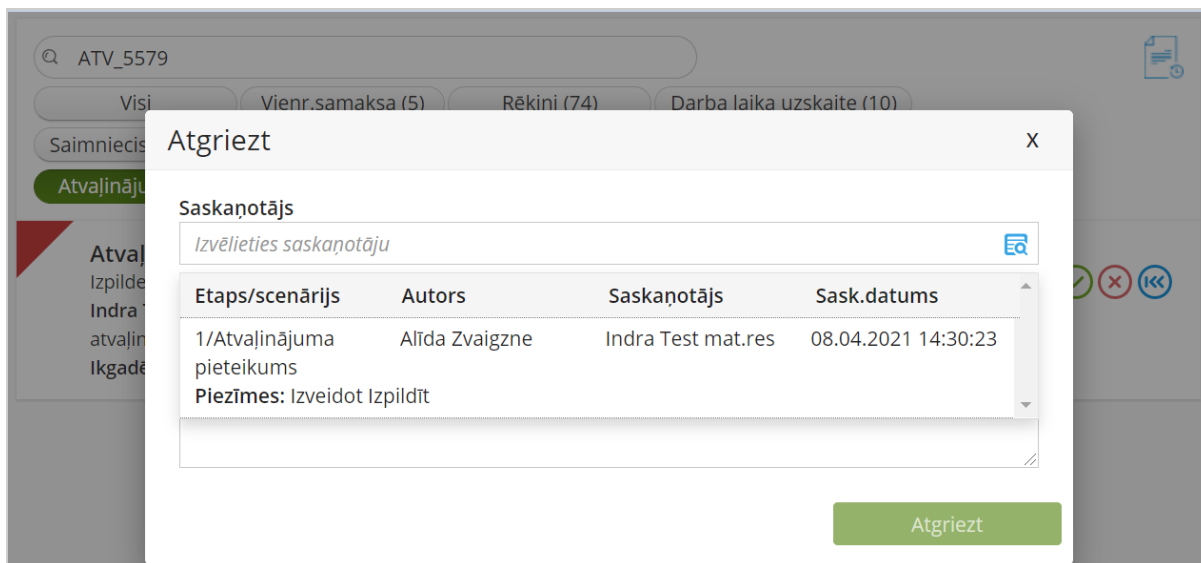 ATV_5579
Visi Vienr.samaksa (5) Rēķini (74) Darba laika uzskaite (10)
Saimniecis
Atvaļināju
Atgriezt X
Saskaņotājs
Izvēlieties saskaņotāju
Etaps/scenārijs Autors Saskaņotājs Sask.datums
1/Atvaļinājuma Alīda Zvaigzne Indra Test mat.res 08.04.2021 14:30:23
pieteikums
Piezīmes: Izveidot Izpildīt
Atvaļ
Izpilde
Indra
atvaļin
Ikgadē
Atgriezt